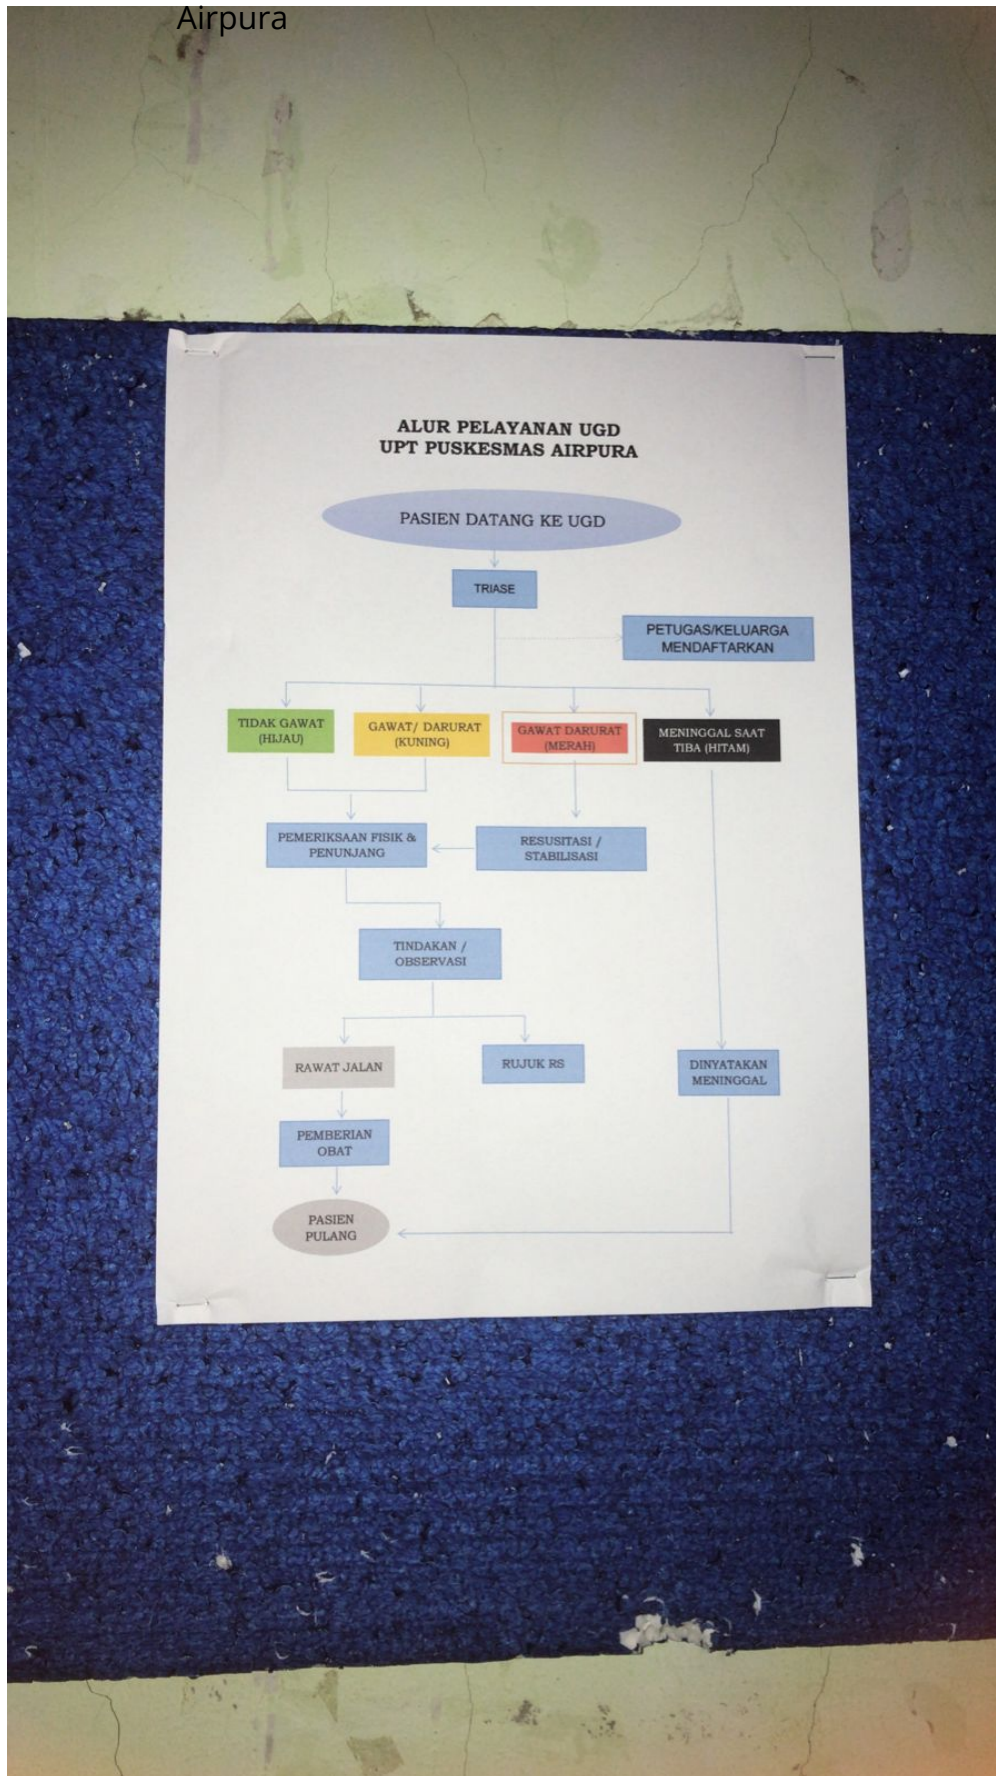 Airpura
ALUR PELAYANAN UGD
UPT PUSKESMAS AIRPURA
PASIEN DATANG KE UGD
TRIASE
PETUGAS/KELUARGA
MENDAFTARKAN
TIDAK GAWAT
(HIJAU)
GAWAT/ DARURAT
(KUNING)
GAWAT DARURAT
(MERAH)
MENINGGAL SAAT
TIBA (HITAM)
PEMERIKSAAN FISIK &
PENUNJANG
RESUSITASI /
STABILISASI
TINDAKAN /
OBSERVASI
RAWAT JALAN
RUJUK RS
DINYATAKAN
MENINGGAL
PEMBERIAN
OBAT
PASIEN
PULANG